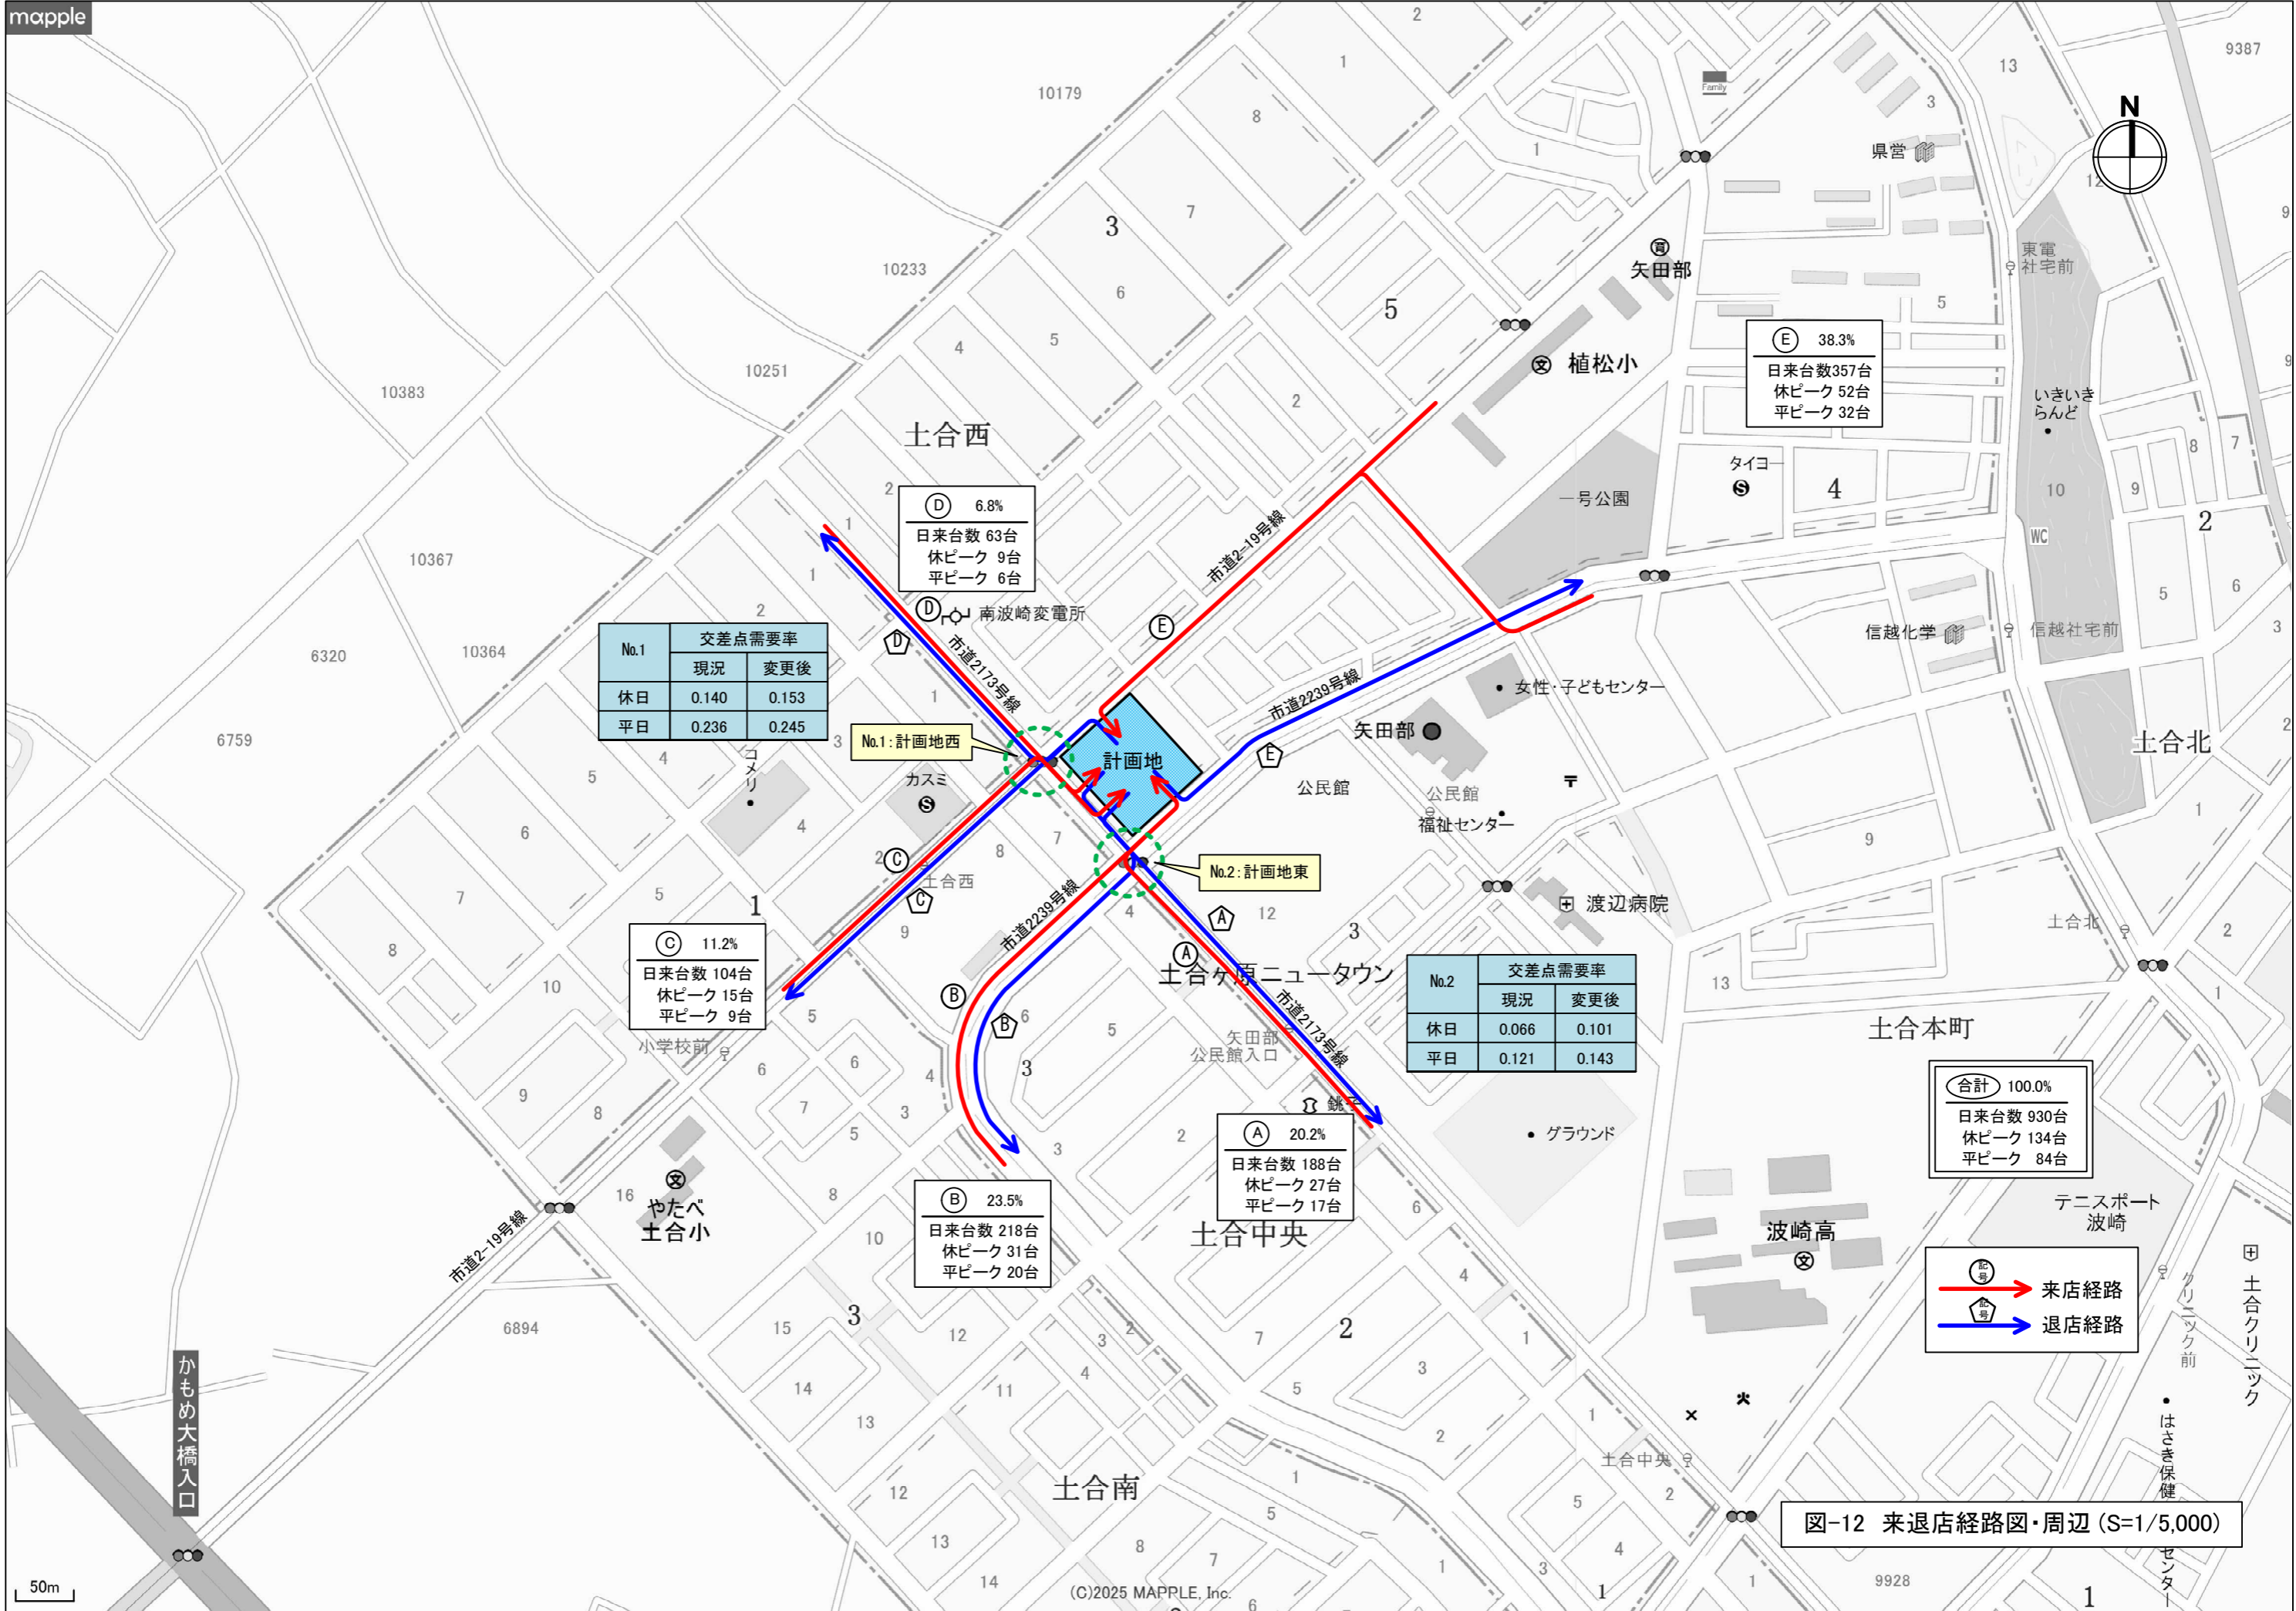 mapple
N
10179
10233
10251
10383
10367
10364
6320
6759
6894
9387
9928
県営
矢田部
植松小
東電
社宅前
いきいき
らんど
タイヨー
一号公園
WC
信越化学
信越社宅前
土合西
土合北
Family
E 38.3%
日来台数357台
休ピーク 52台
平ピーク 32台
D 6.8%
日来台数 63台
休ピーク 9台
平ピーク 6台
D
南波崎変電所
D
市道2173号線
市道2-19号線
E
市道2239号線
E
No.1 交差点需要率
現況 変更後
休日 0.140 0.153
平日 0.236 0.245
No.1:計画地西
計画地
コメリ
カスミ
女性・子どもセンター
矢田部
公民館
公民館
福祉センター
No.2:計画地東
渡辺病院
土合西
C
C
市道2239号線
A
A
土合ヶ原ニュータウン
市道2173号線
土合北
C 11.2%
日来台数 104台
休ピーク 15台
平ピーク 9台
B
B
小学校前
矢田部
公民館入口
No.2 交差点需要率
現況 変更後
休日 0.066 0.101
平日 0.121 0.143
土合本町
合計 100.0%
日来台数 930台
休ピーク 134台
平ピーク 84台
A 20.2%
日来台数 188台
休ピーク 27台
平ピーク 17台
グラウンド
B 23.5%
日来台数 218台
休ピーク 31台
平ピーク 20台
やたべ
土合小
土合中央
波崎高
テニスポート
波崎
市道2-19号線
記号
来店経路
記号
退店経路
クリニック前
土合クリニック
はさき保健
センター
かもめ大橋入口
土合南
土合中央
図-12 来退店経路図・周辺 (S=1/5,000)
50m
(C)2025 MAPPLE, Inc.